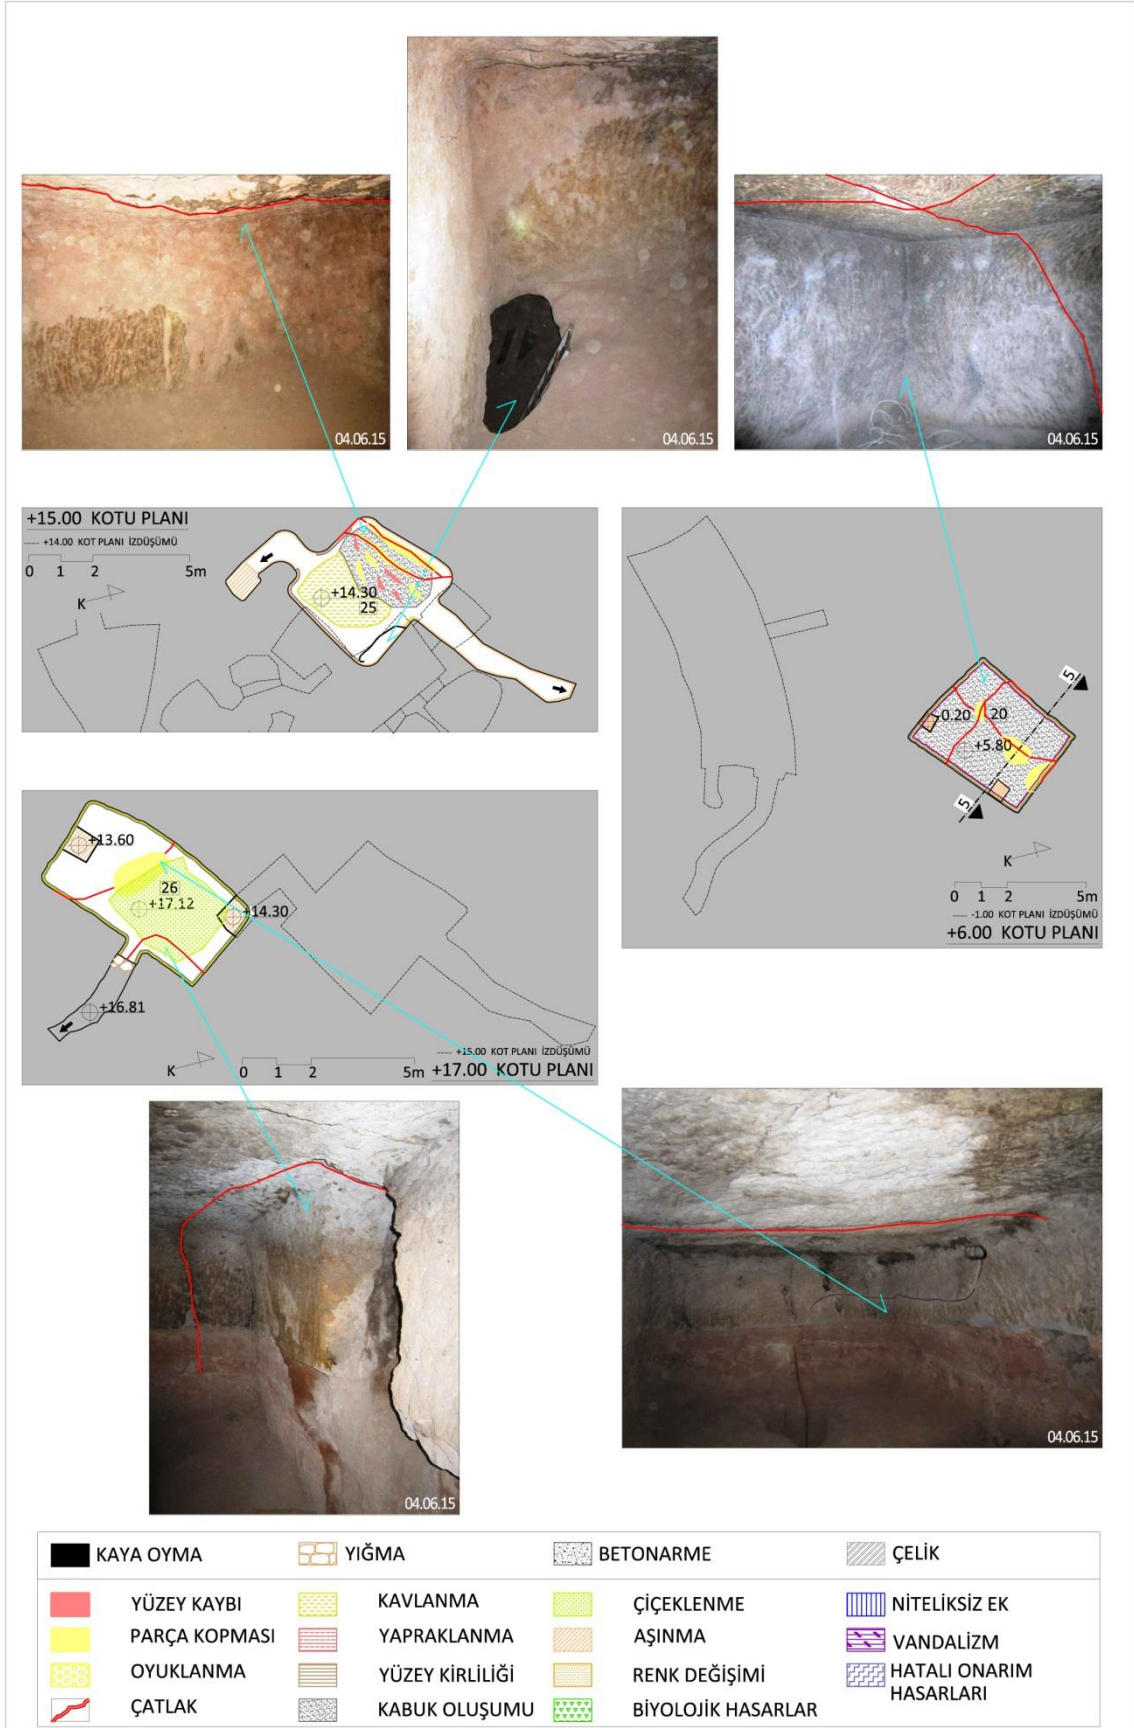 04.06.15
04.06.15
04.06.15
+15.00 KOTU PLANI
+14.00 KOT PLANI İZDÜŞÜMÜ
0 1 2 5m
K
+14.30
25
5
-0.20
20
+5.80
5
K
0 1 2 5m
-1.00 KOT PLANI İZDÜŞÜMÜ
+6.00 KOTU PLANI
+13.60
26
+17.12
+14.30
+16.81
+15.00 KOT PLANI İZDÜŞÜMÜ
K 0 1 2 5m +17.00 KOTU PLANI
04.06.15
04.06.15
KAYA OYMA YIĞMA BETONARME ÇELİK
YÜZEY KAYBI KAVLANMA ÇİÇEKLENME NİTELİKSİZ EK
PARÇA KOPMASI YAPRAKLANMA AŞINMA VANDALİZM
OYUKLANMA YÜZEY KİRLİLİĞİ RENK DEĞİŞİMİ HATALI ONARIM
HASARLARI
ÇATLAK KABUK OLUŞUMU BİYOLOJİK HASARLAR